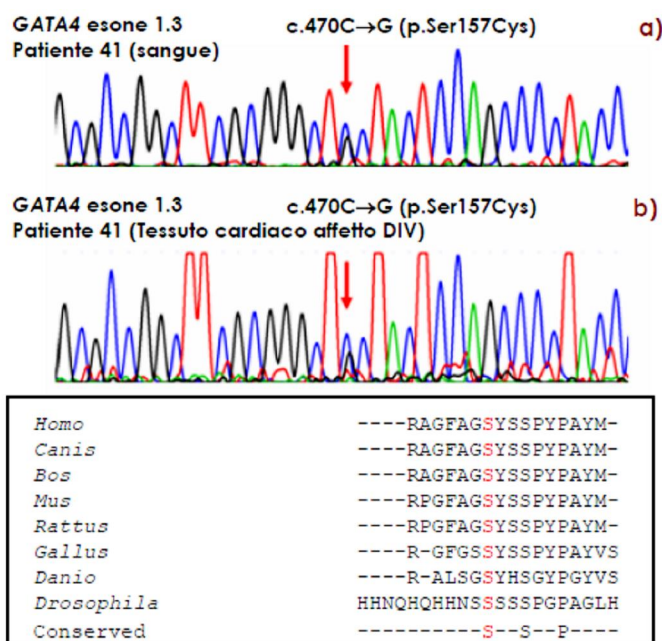 GATA4 esone 1.3 c.470C→G (p.Ser157Cys) a)
Patiente 41 (sangue)
GATA4 esone 1.3 c.470C→G (p.Ser157Cys) b)
Patiente 41 (Tessuto cardiaco affetto DIV)
Homo ----RAGFAGSYSSPYPAYM-
Canis ----RAGFAGSYSSPYPAYM-
Bos ----RAGFAGSYSSPYPAYM-
Mus ----RPGFAGSYSSPYPAYM-
Rattus ----RPGFAGSYSSPYPAYM-
Gallus ----R-GFGSSYSSPYPAYVS
Danio ----R-ALSGSYHSGYPGYVS
Drosophila HHNQHQHHNSSSSSPGPAGLH
Conserved ----------S--S--P----